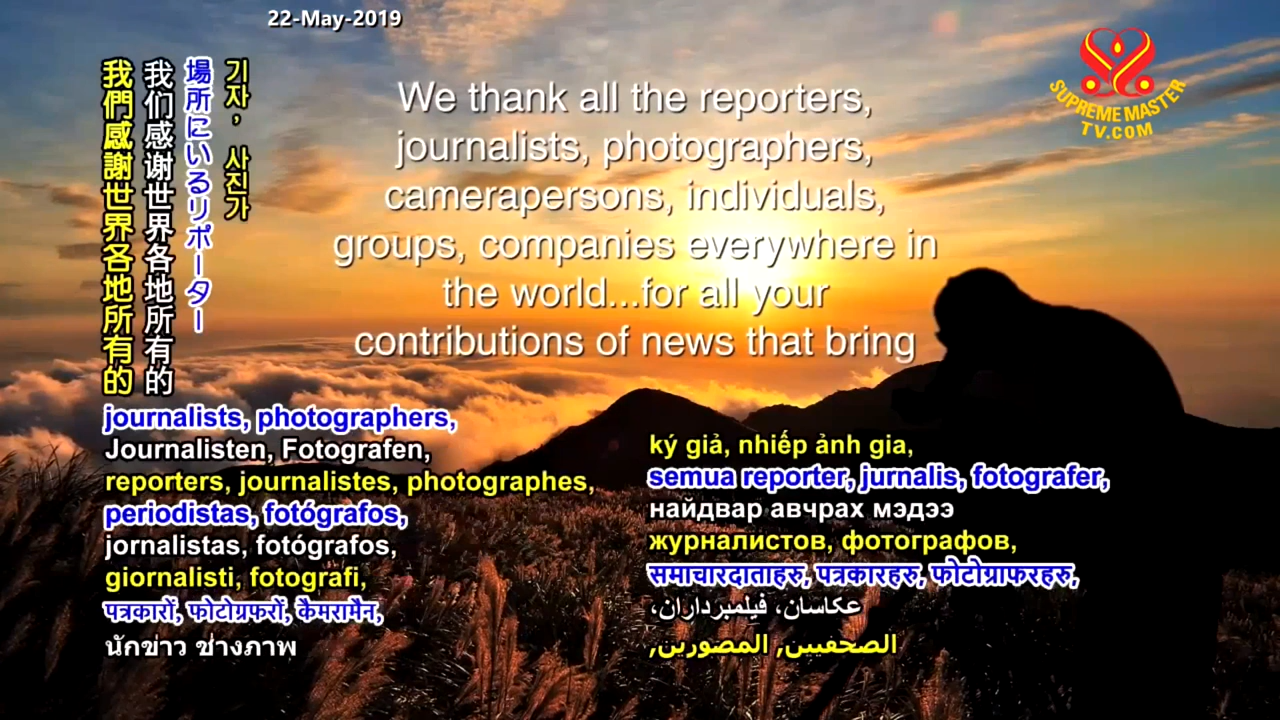 22-May-2019
SUPREME MASTER
TV.COM
We thank all the reporters,
journalists, photographers,
camerapersons, individuals,
groups, companies everywhere in
the world...for all your
contributions of news that bring
기자, 사진가
場所にいるリポーター
我们感谢世界各地所有的
我們感謝世界各地所有的
journalists, photographers,
Journalisten, Fotografen,
reporters, journalistes, photographes,
periodistas, fotógrafos,
jornalistas, fotógrafos,
giornalisti, fotografi,
पत्रकारों, फोटोग्रफरों, कैमरामैन,
นักข่าว ช่างภาพ
ký giả, nhiếp ảnh gia,
semua reporter, jurnalis, fotografer,
найдвар авчрах мэдээ
журналистов, фотографов,
समाचारदाताहरु, पत्रकारहरु, फोटोग्राफरहरु,
عکاسان، فیلمبرداران،
الصحفيين, المصورين,